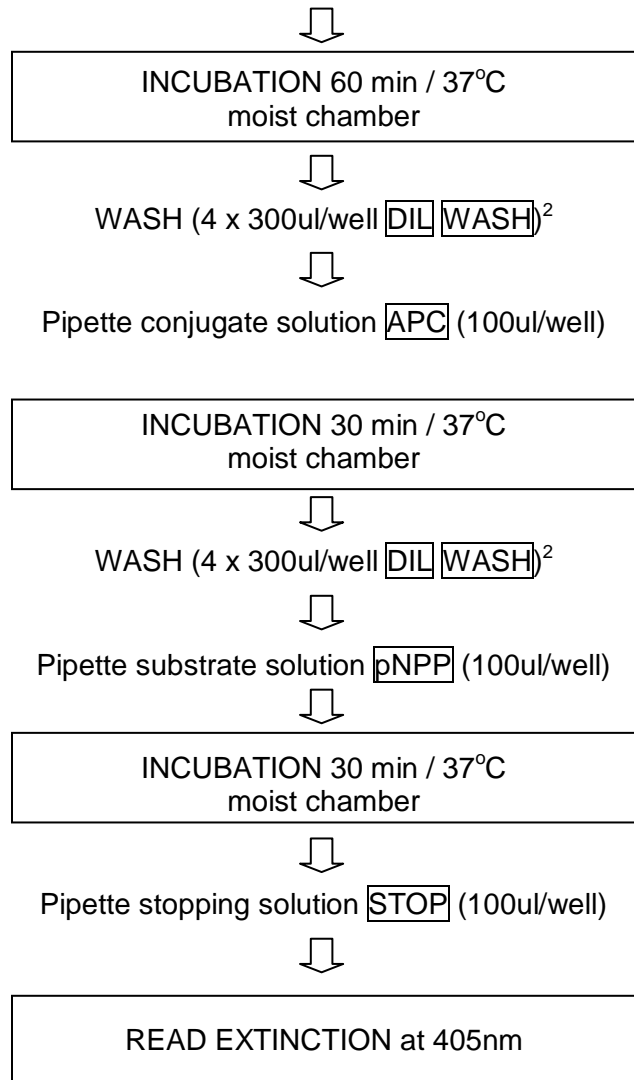 INCUBATION 60 min / 37°C
moist chamber
WASH (4 x 300ul/well DIL WASH)²
Pipette conjugate solution APC (100ul/well)
INCUBATION 30 min / 37°C
moist chamber
WASH (4 x 300ul/well DIL WASH)²
Pipette substrate solution pNPP (100ul/well)
INCUBATION 30 min / 37°C
moist chamber
Pipette stopping solution STOP (100ul/well)
READ EXTINCTION at 405nm